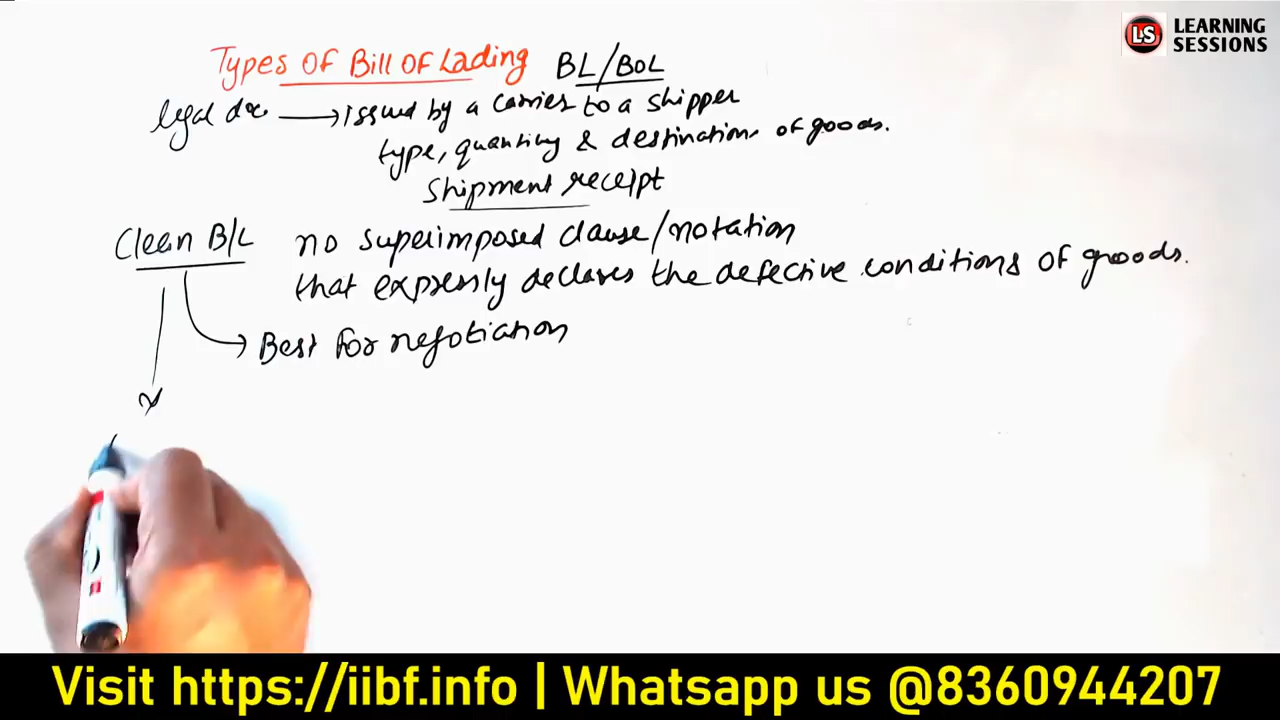 LS LEARNING SESSIONS
Types Of Bill Of Lading BL/BOL
legal doc → issued by a carrier to a shipper
type, quantity & destination of goods.
Shipment receipt
Clean B/L no superimposed clause/notation
that expressly declares the defective conditions of goods.
Best for negotiation
Visit https://iibf.info | Whatsapp us @8360944207